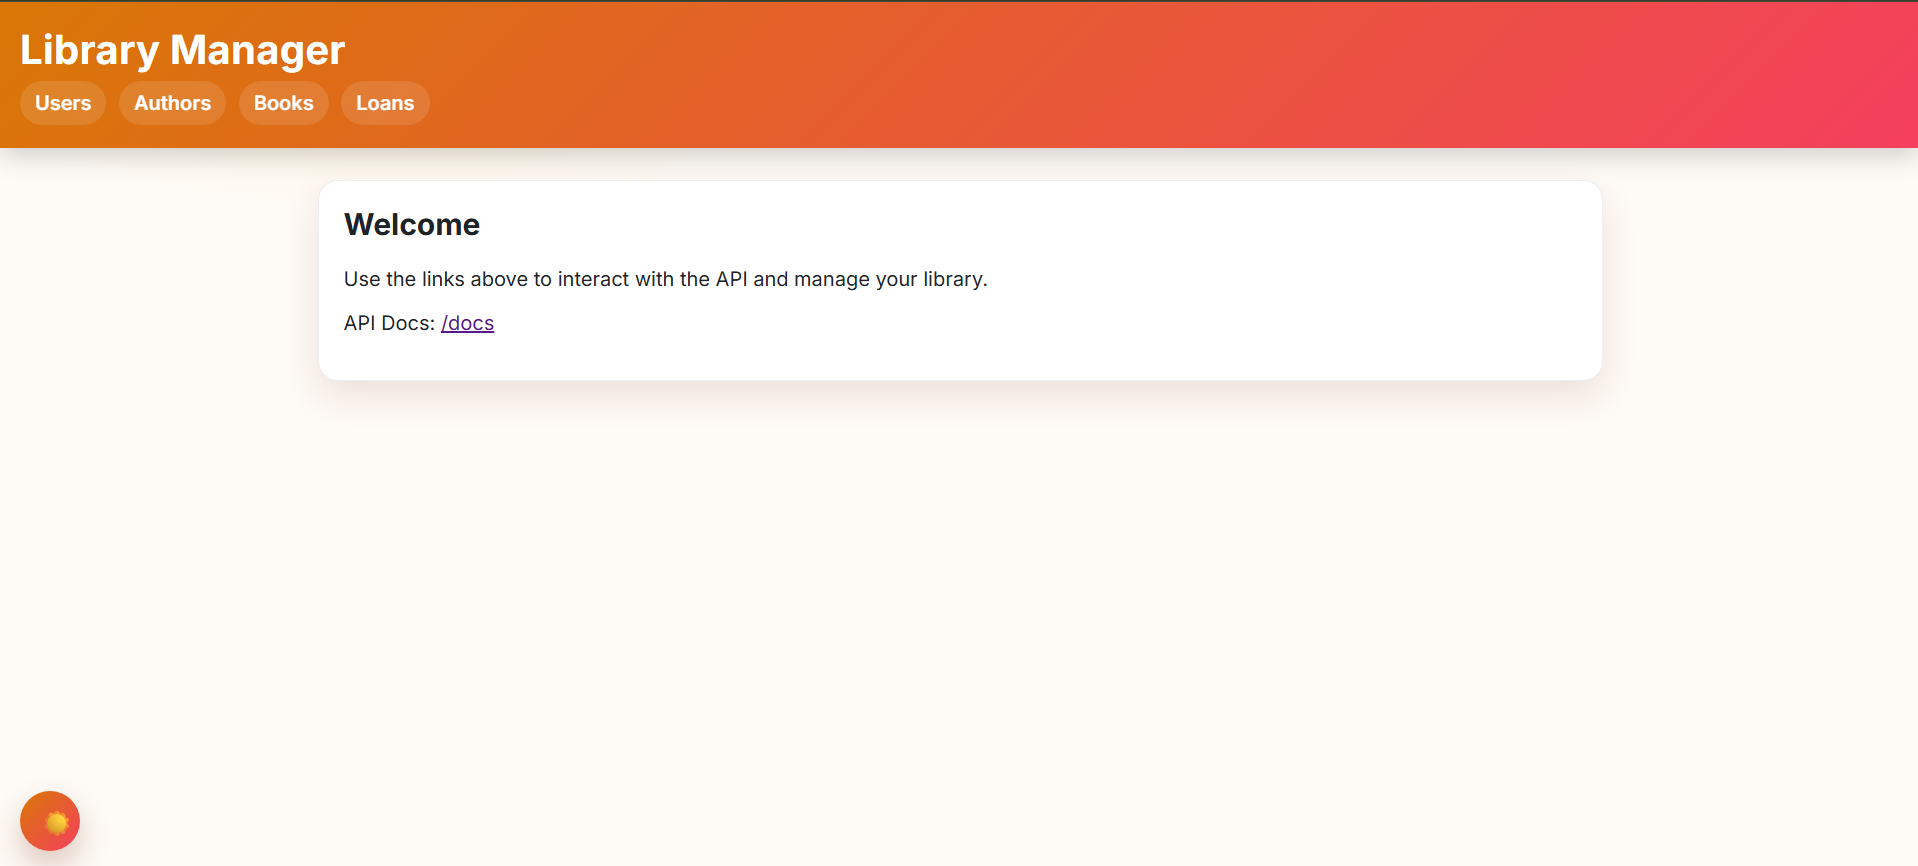 Library Manager
Users Authors Books Loans
Welcome
Use the links above to interact with the API and manage your library.
API Docs: /docs